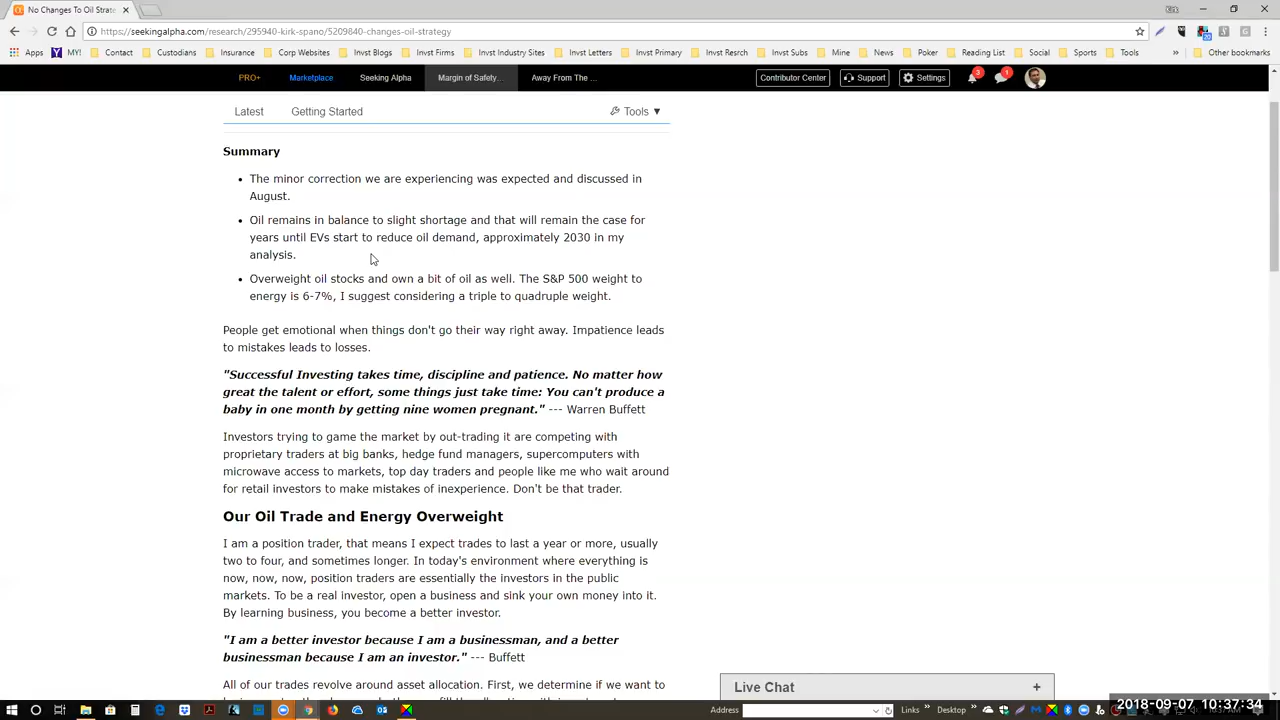 No Changes To Oil Strate
https://seekingalpha.com/research/295940-kirk-spano/5209840-changes-oil-strategy
Apps MY! Contact Custodians Insurance Corp Websites Invst Blogs Invst Firms Invst Industry Sites Invst Letters Invst Primary Invst Resrch Invst Subs Mine News Poker Reading List Social Sports Tools » Other bookmarks
PRO+ Marketplace Seeking Alpha Margin of Safety... Away From The ... Contributor Center Support Settings 3 1
Latest Getting Started Tools ▼
Summary
• The minor correction we are experiencing was expected and discussed in
August.
• Oil remains in balance to slight shortage and that will remain the case for
years until EVs start to reduce oil demand, approximately 2030 in my
analysis.
• Overweight oil stocks and own a bit of oil as well. The S&P 500 weight to
energy is 6-7%, I suggest considering a triple to quadruple weight.
People get emotional when things don't go their way right away. Impatience leads
to mistakes leads to losses.
"Successful Investing takes time, discipline and patience. No matter how
great the talent or effort, some things just take time: You can't produce a
baby in one month by getting nine women pregnant." --- Warren Buffett
Investors trying to game the market by out-trading it are competing with
proprietary traders at big banks, hedge fund managers, supercomputers with
microwave access to markets, top day traders and people like me who wait around
for retail investors to make mistakes of inexperience. Don't be that trader.
Our Oil Trade and Energy Overweight
I am a position trader, that means I expect trades to last a year or more, usually
two to four, and sometimes longer. In today's environment where everything is
now, now, now, position traders are essentially the investors in the public
markets. To be a real investor, open a business and sink your own money into it.
By learning business, you become a better investor.
"I am a better investor because I am a businessman, and a better
businessman because I am an investor." --- Buffett
All of our trades revolve around asset allocation. First, we determine if we want to
Live Chat +
Address Links » Desktop
2018-09-07 10:37:34